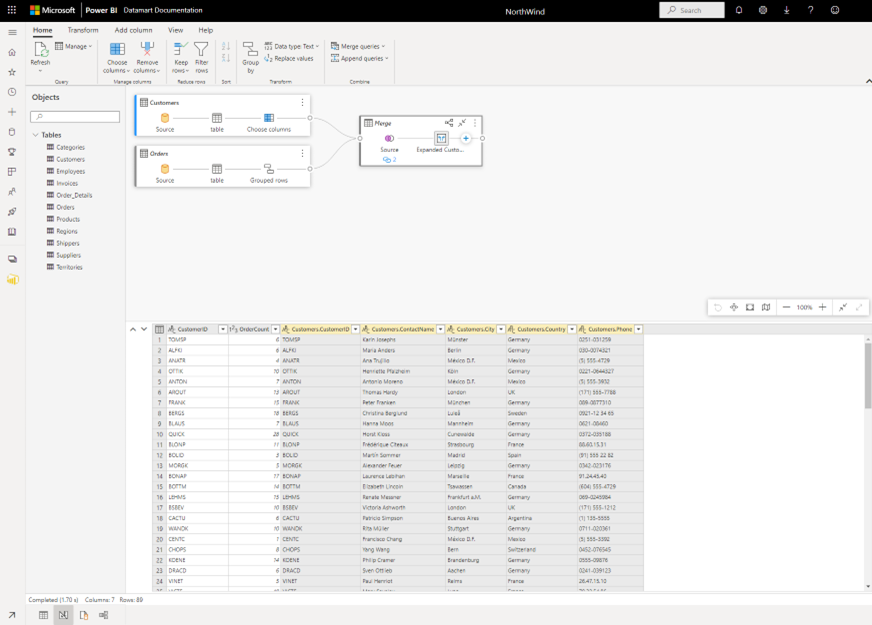 Microsoft Power BI Datamart Documentation NorthWind Search
Home Transform Add column View Help
Refresh Manage Choose columns Remove columns Keep rows Filter rows Group by Data type: Text Replace values Merge queries Append queries
Query Manage columns Reduce rows Sort Transform Combine
Objects
Tables
Categories
Customers
Employees
Invoices
Order_Details
Orders
Products
Regions
Shippers
Suppliers
Territories
Customers
Source table Choose columns
Orders
Source table Grouped rows
Merge
Source Expanded Custo...
2
100%
CustomerID OrderCount Customers.CustomerID Customers.ContactName Customers.City Customers.Country Customers.Phone
1 TOMSP 6 TOMSP Karin Josephs Münster Germany 0251-031259
2 ALFKI 6 ALFKI Maria Anders Berlin Germany 030-0074321
3 ANATR 4 ANATR Ana Trujillo México D.F. Mexico (5) 555-4729
4 OTTIK 10 OTTIK Henriette Pfalzheim Köln Germany 0221-0644327
5 ANTON 7 ANTON Antonio Moreno México D.F. Mexico (5) 555-3932
6 AROUT 13 AROUT Thomas Hardy London UK (171) 555-7788
7 FRANK 15 FRANK Peter Franken München Germany 089-0877310
8 BERGS 18 BERGS Christina Berglund Luleå Sweden 0921-12 34 65
9 BLAUS 7 BLAUS Hanna Moos Mannheim Germany 0621-08460
10 QUICK 28 QUICK Horst Kloss Cunewalde Germany 0372-035188
11 BLONP 11 BLONP Frédérique Citeaux Strasbourg France 88.60.15.31
12 BOLID 3 BOLID Martín Sommer Madrid Spain (91) 555 22 82
13 MORGK 5 MORGK Alexander Feuer Leipzig Germany 0342-023176
14 BONAP 17 BONAP Laurence Lebihan Marseille France 91.24.45.40
15 BOTTM 14 BOTTM Elizabeth Lincoln Tsawassen Canada (604) 555-4729
16 LEHMS 15 LEHMS Renate Messner Frankfurt a.M. Germany 069-0245984
17 BSBEV 10 BSBEV Victoria Ashworth London UK (171) 555-1212
18 CACTU 6 CACTU Patricio Simpson Buenos Aires Argentina (1) 135-5555
19 WANDK 10 WANDK Rita Müller Stuttgart Germany 0711-020361
20 CENTC 1 CENTC Francisco Chang México D.F. Mexico (5) 555-3392
21 CHOPS 8 CHOPS Yang Wang Bern Switzerland 0452-076545
22 KOENE 14 KOENE Philip Cramer Brandenburg Germany 0555-09876
23 DRACD 6 DRACD Sven Ottlieb Aachen Germany 0241-039123
24 VINET 5 VINET Paul Henriot Reims France 26.47.15.10
Completed (1.70 s) Columns: 7 Rows: 89